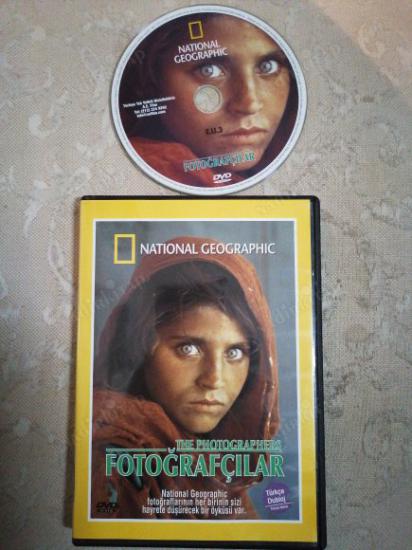 NATIONAL
GEOGRAPHIC
FOTOĞRAFÇILAR
DVD
NATIONAL GEOGRAPHIC
THE PHOTOGRAPHERS
FOTOĞRAFÇILAR
National Geographic
fotoğraflarının her birinin sizi
hayrete düşürecek bir öyküsü var.
DVD
Türkçe
Dublaj